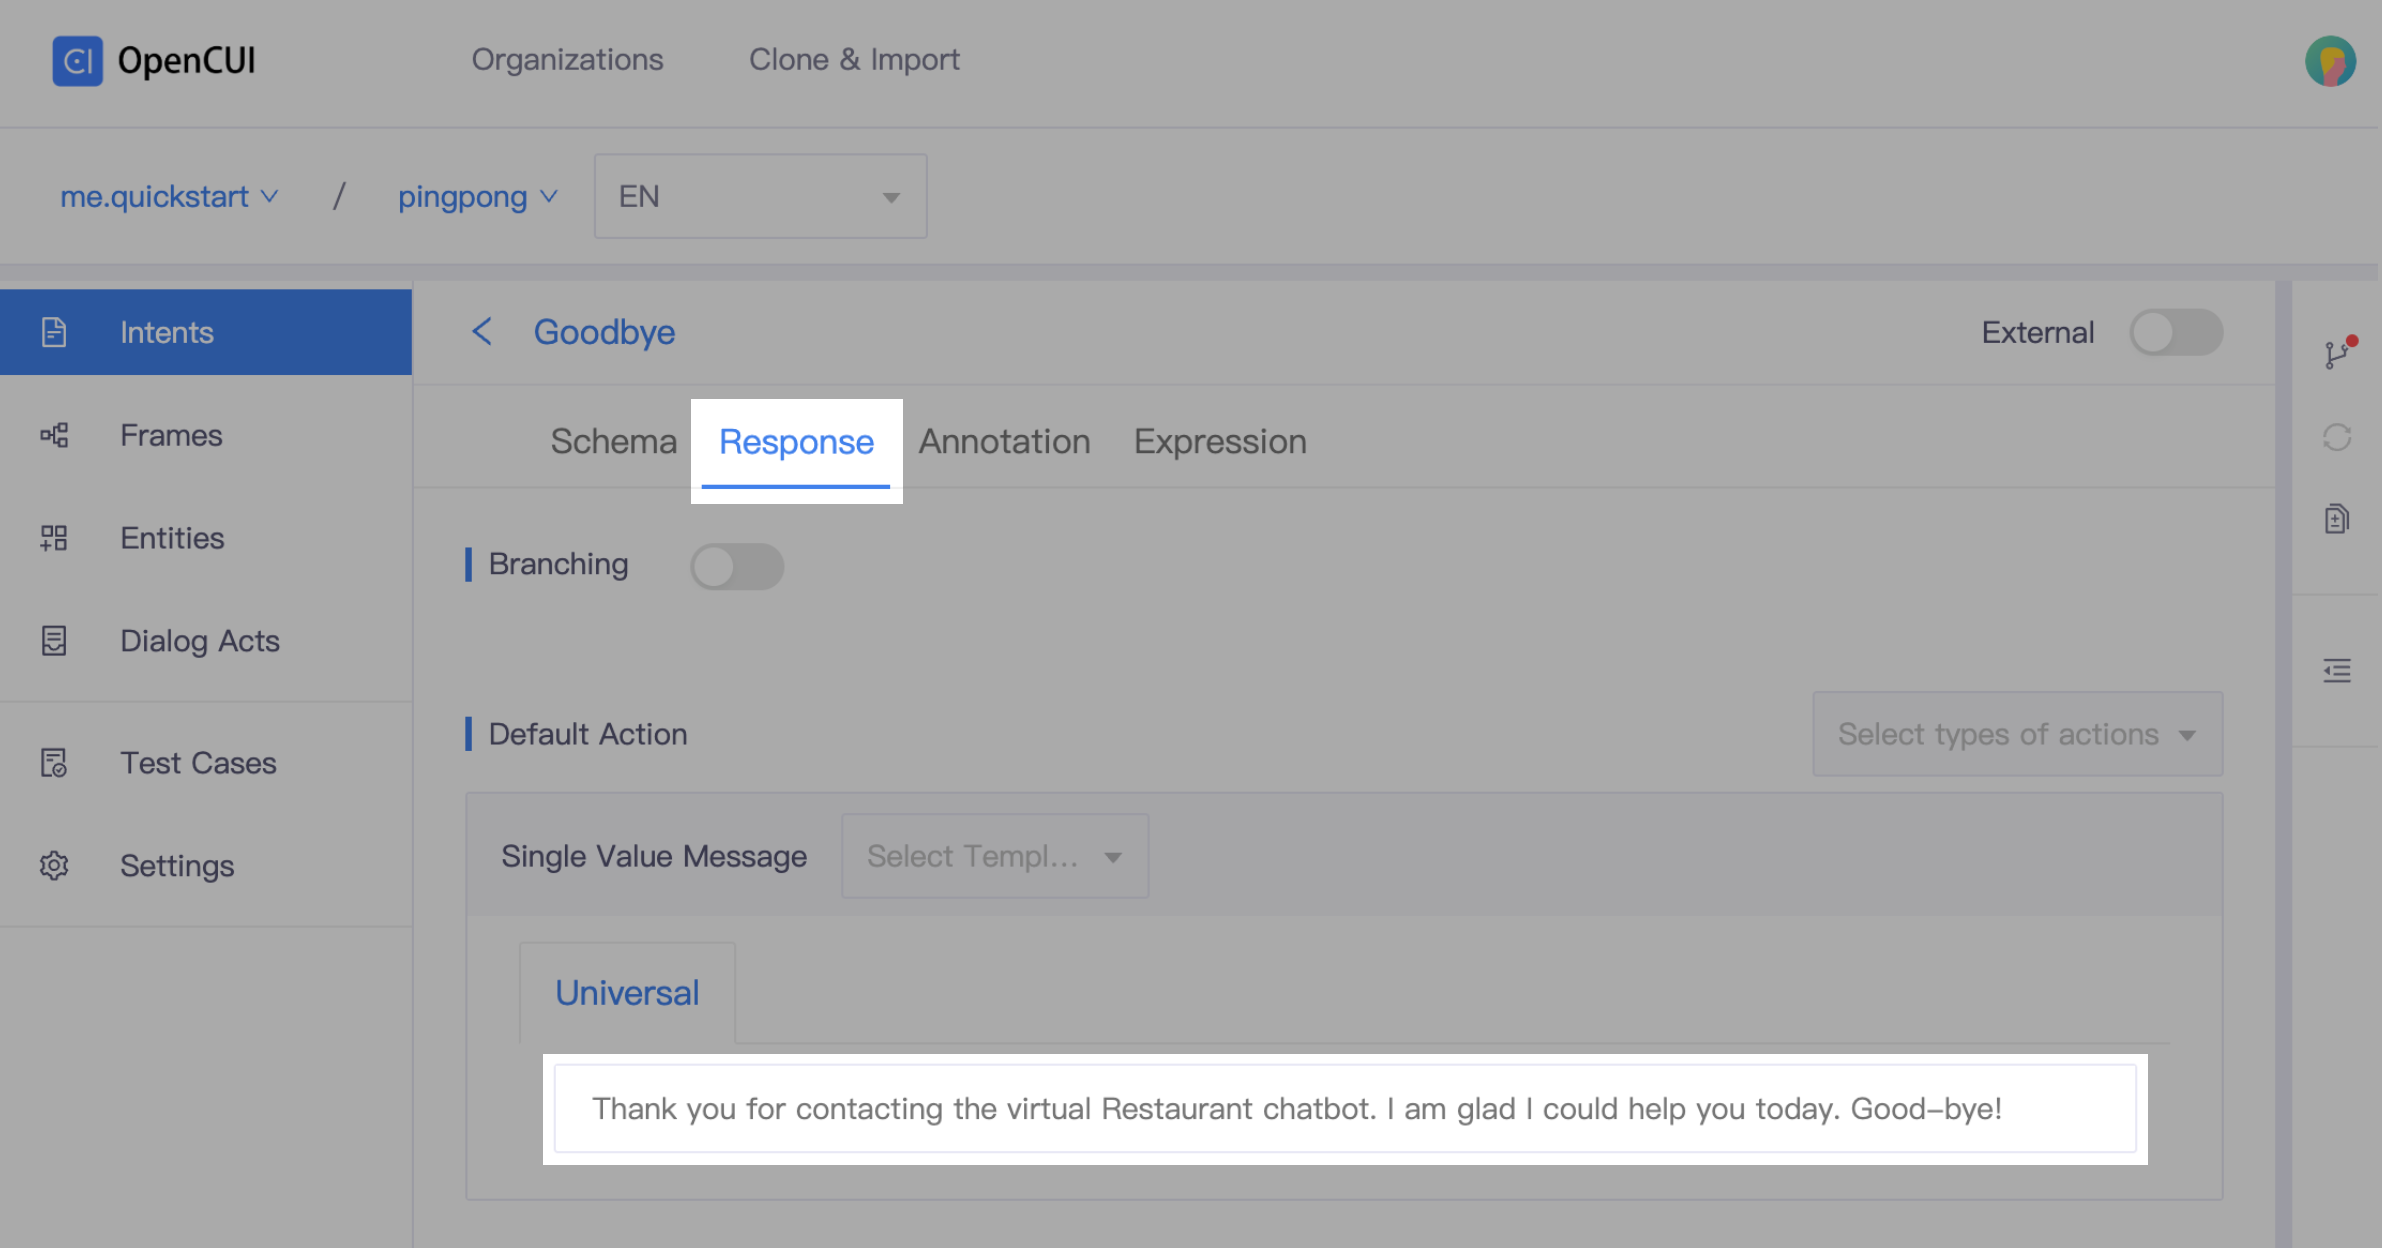 CI OpenCUI Organizations Clone & Import
me.quickstart / pingpong EN
Intents
Frames
Entities
Dialog Acts
Test Cases
Settings
Goodbye External
Schema Response Annotation Expression
Branching
Default Action Select types of actions
Single Value Message Select Templ...
Universal
Thank you for contacting the virtual Restaurant chatbot. I am glad I could help you today. Good-bye!